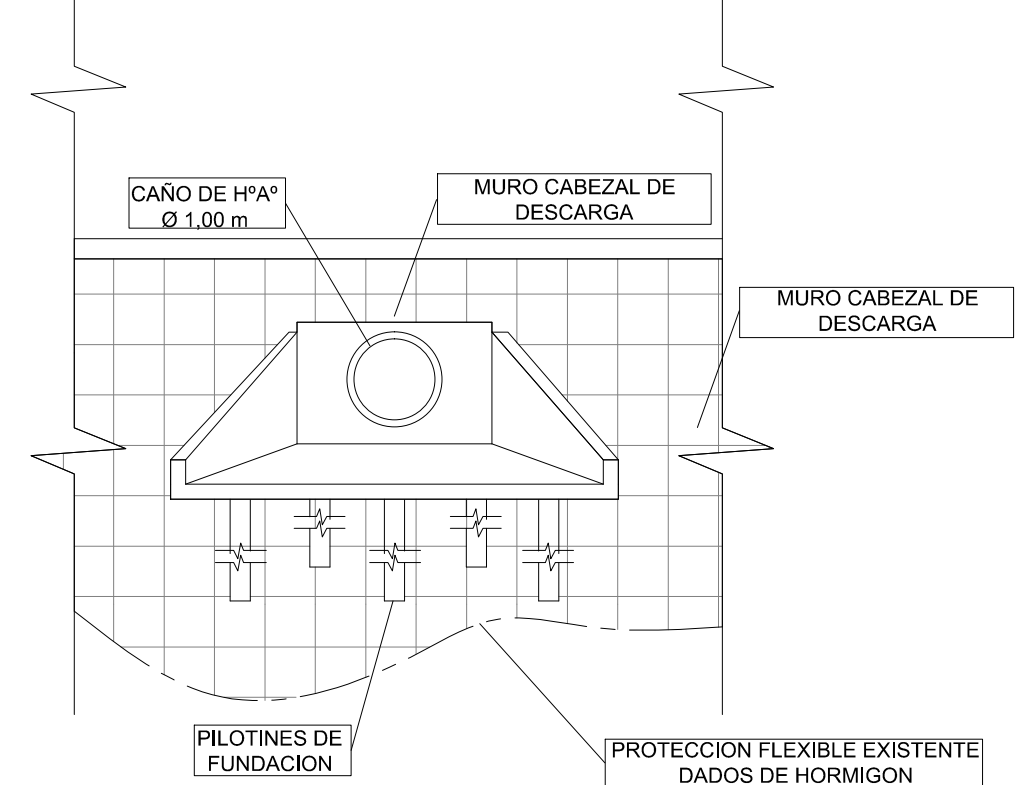 CAÑO DE HºAº
Ø 1,00 m
MURO CABEZAL DE
DESCARGA
MURO CABEZAL DE
DESCARGA
PILOTINES DE
FUNDACION
PROTECCION FLEXIBLE EXISTENTE
DADOS DE HORMIGON